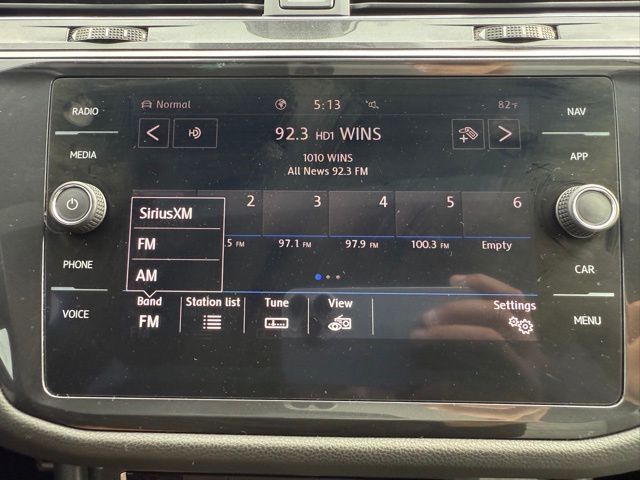 RADIO
MEDIA
PHONE
VOICE
Normal
5:13
82°F
92.3 HD1 WINS
1010 WINS
All News 92.3 FM
2
3
4
5
6
.5 FM
97.1 FM
97.9 FM
100.3 FM
Empty
SiriusXM
FM
AM
Band
FM
Station list
Tune
View
Settings
NAV
APP
CAR
MENU